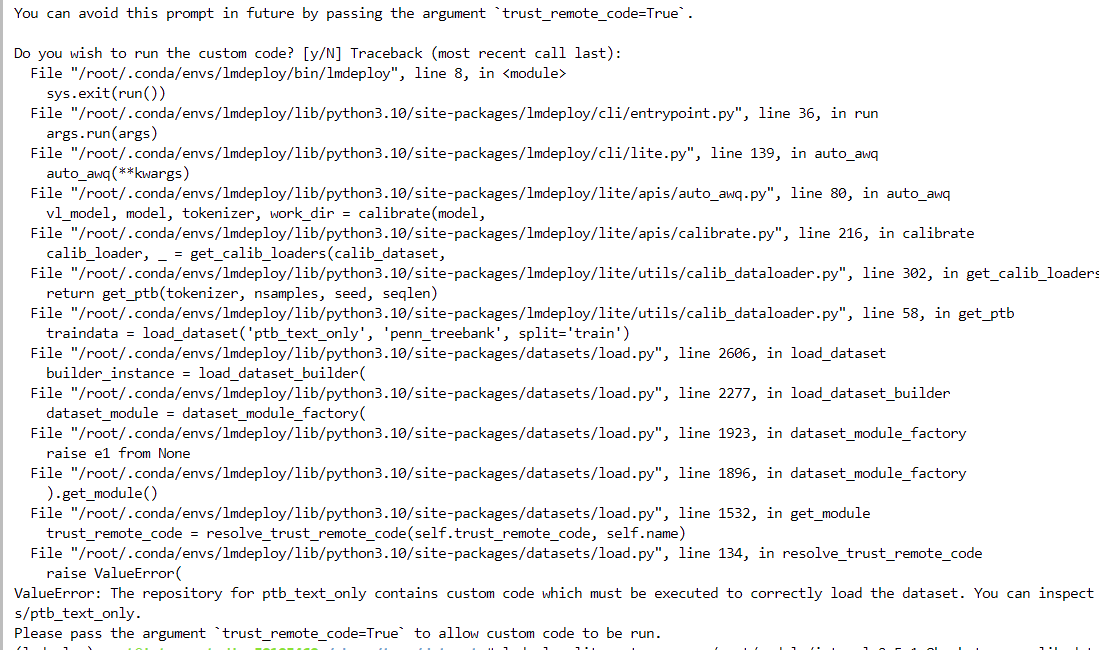 You can avoid this prompt in future by passing the argument `trust_remote_code=True`.
Do you wish to run the custom code? [y/N] Traceback (most recent call last):
File "/root/.conda/envs/lmdeploy/bin/lmdeploy", line 8, in <module>
sys.exit(run())
File "/root/.conda/envs/lmdeploy/lib/python3.10/site-packages/lmdeploy/cli/entrypoint.py", line 36, in run
args.run(args)
File "/root/.conda/envs/lmdeploy/lib/python3.10/site-packages/lmdeploy/cli/lite.py", line 139, in auto_awq
auto_awq(**kwargs)
File "/root/.conda/envs/lmdeploy/lib/python3.10/site-packages/lmdeploy/lite/apis/auto_awq.py", line 80, in auto_awq
vl_model, model, tokenizer, work_dir = calibrate(model,
File "/root/.conda/envs/lmdeploy/lib/python3.10/site-packages/lmdeploy/lite/apis/calibrate.py", line 216, in calibrate
calib_loader, _ = get_calib_loaders(calib_dataset,
File "/root/.conda/envs/lmdeploy/lib/python3.10/site-packages/lmdeploy/lite/utils/calib_dataloader.py", line 302, in get_calib_loaders
return get_ptb(tokenizer, nsamples, seed, seqlen)
File "/root/.conda/envs/lmdeploy/lib/python3.10/site-packages/lmdeploy/lite/utils/calib_dataloader.py", line 58, in get_ptb
traindata = load_dataset('ptb_text_only', 'penn_treebank', split='train')
File "/root/.conda/envs/lmdeploy/lib/python3.10/site-packages/datasets/load.py", line 2606, in load_dataset
builder_instance = load_dataset_builder(
File "/root/.conda/envs/lmdeploy/lib/python3.10/site-packages/datasets/load.py", line 2277, in load_dataset_builder
dataset_module = dataset_module_factory(
File "/root/.conda/envs/lmdeploy/lib/python3.10/site-packages/datasets/load.py", line 1923, in dataset_module_factory
raise e1 from None
File "/root/.conda/envs/lmdeploy/lib/python3.10/site-packages/datasets/load.py", line 1896, in dataset_module_factory
).get_module()
File "/root/.conda/envs/lmdeploy/lib/python3.10/site-packages/datasets/load.py", line 1532, in get_module
trust_remote_code = resolve_trust_remote_code(self.trust_remote_code, self.name)
File "/root/.conda/envs/lmdeploy/lib/python3.10/site-packages/datasets/load.py", line 134, in resolve_trust_remote_code
raise ValueError(
ValueError: The repository for ptb_text_only contains custom code which must be executed to correctly load the dataset. You can inspect
s/ptb_text_only.
Please pass the argument `trust_remote_code=True` to allow custom code to be run.